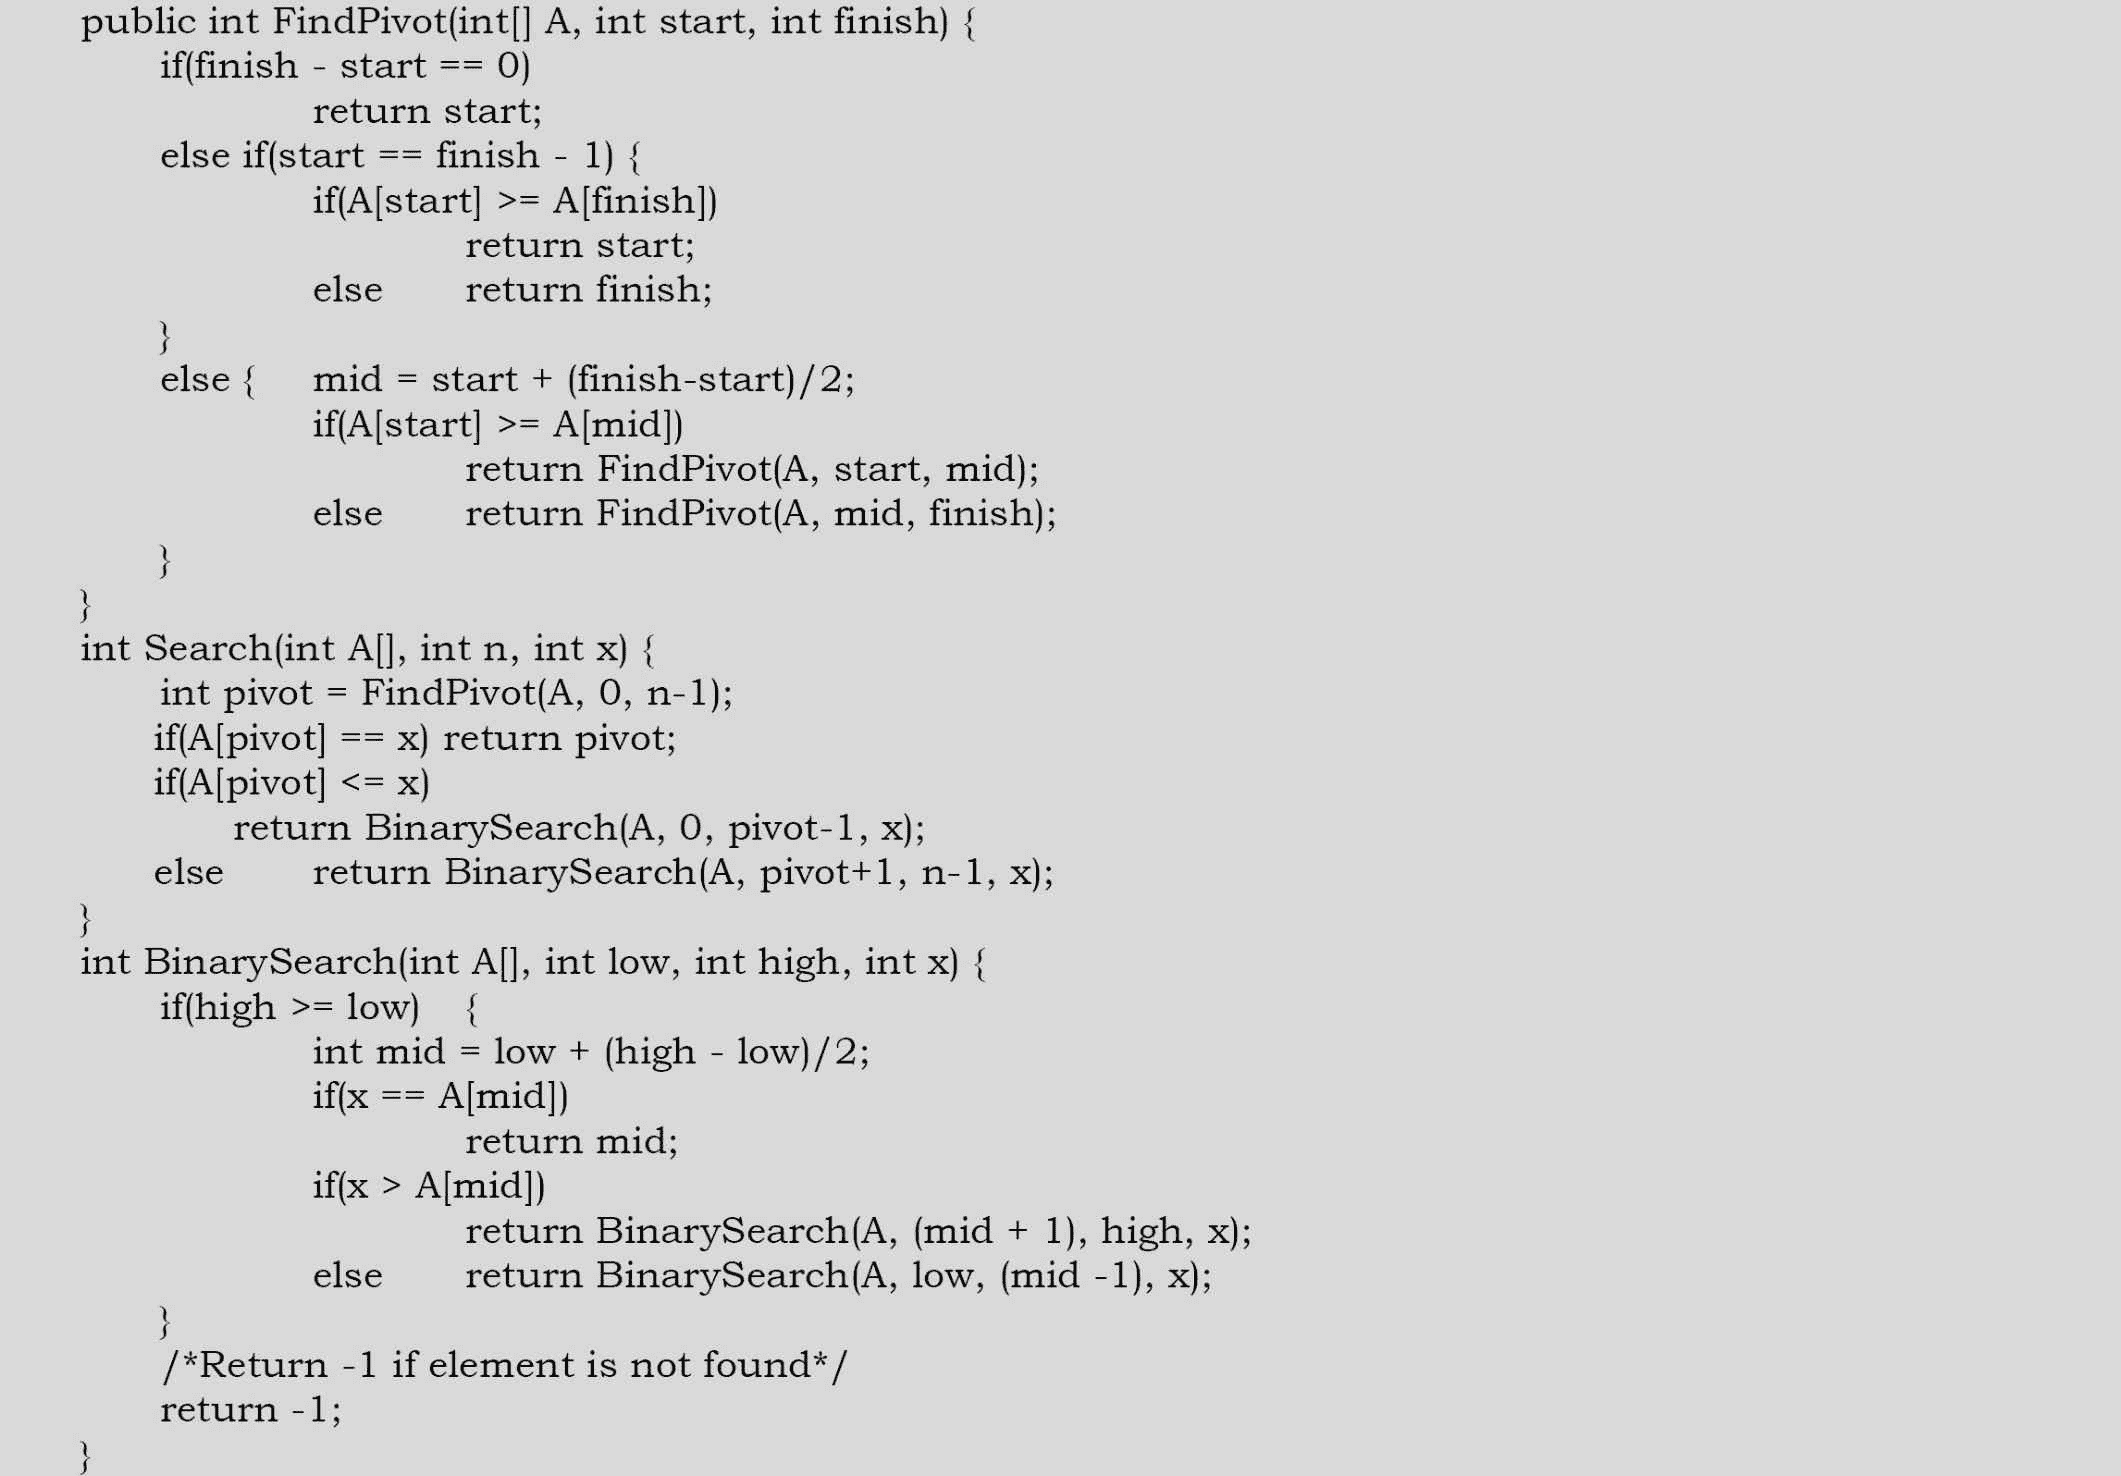 public int FindPivot(int[] A, int start, int finish) {
if(finish - start == 0)
return start;
else if(start == finish - 1) {
if(A[start] >= A[finish])
return start;
else return finish;
}
else { mid = start + (finish-start)/2;
if(A[start] >= A[mid])
return FindPivot(A, start, mid);
else return FindPivot(A, mid, finish);
}
}
int Search(int A[], int n, int x) {
int pivot = FindPivot(A, 0, n-1);
if(A[pivot] == x) return pivot;
if(A[pivot] <= x)
return BinarySearch(A, 0, pivot-1, x);
else return BinarySearch(A, pivot+1, n-1, x);
}
int BinarySearch(int A[], int low, int high, int x) {
if(high >= low) {
int mid = low + (high - low)/2;
if(x == A[mid])
return mid;
if(x > A[mid])
return BinarySearch(A, (mid + 1), high, x);
else return BinarySearch(A, low, (mid -1), x);
}
/*Return -1 if element is not found*/
return -1;
}